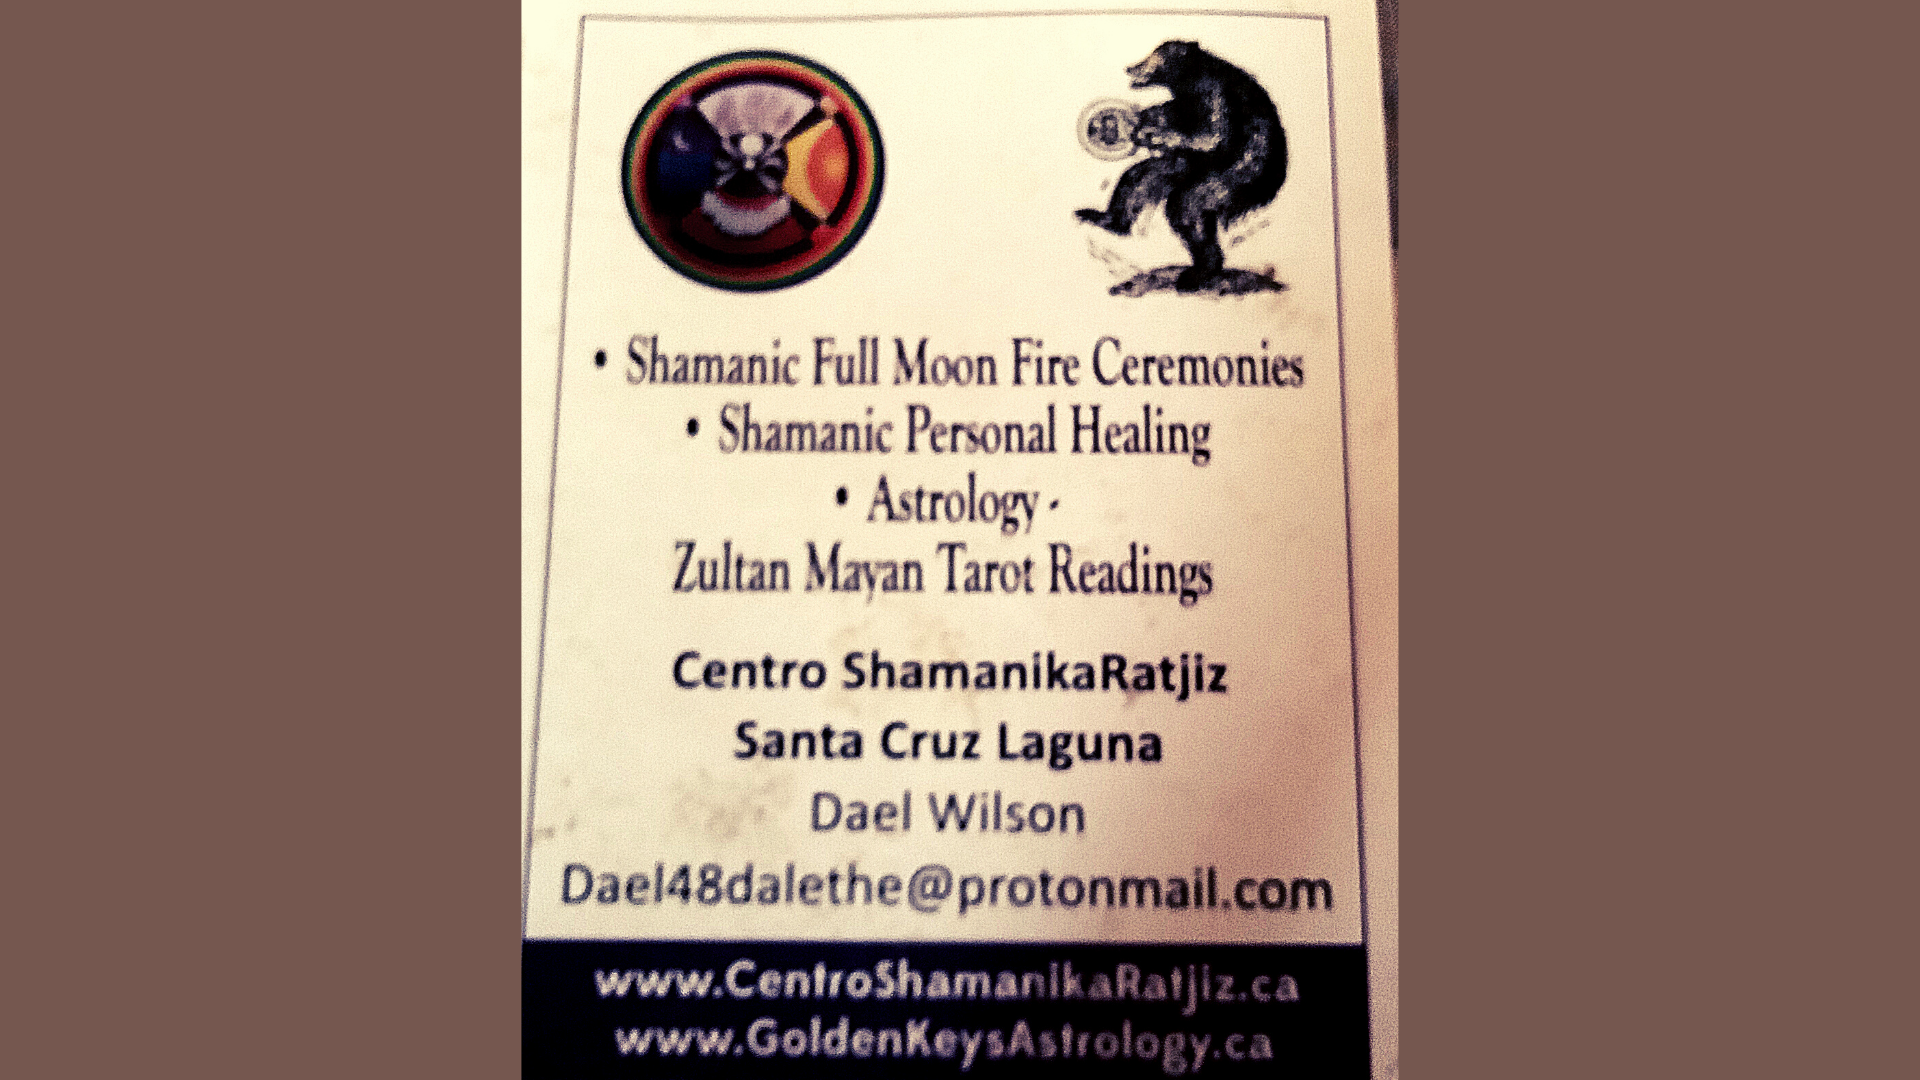 • Shamanic Full Moon Fire Ceremonies
• Shamanic Personal Healing
• Astrology •
Zultan Mayan Tarot Readings
Centro ShamanikaRatjiz
Santa Cruz Laguna
Dael Wilson
Dael48dalethe@protonmail.com
www.CentroShamanikaRatjiz.ca
www.GoldenKeysAstrology.ca